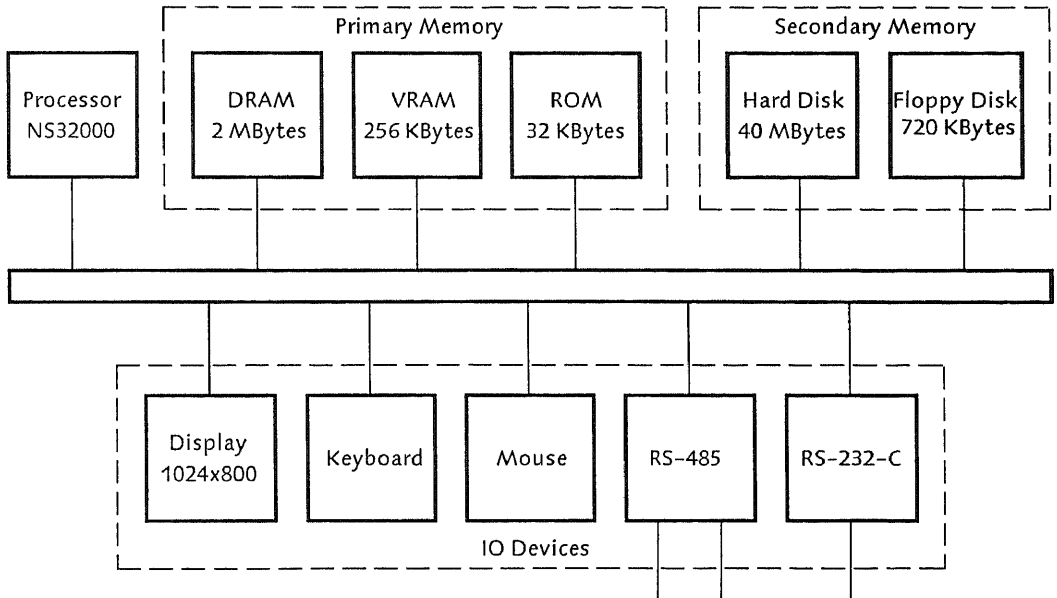 Primary Memory
Secondary Memory
Processor
NS32000
DRAM
2 MBytes
VRAM
256 KBytes
ROM
32 KBytes
Hard Disk
40 MBytes
Floppy Disk
720 KBytes
Display
1024x800
Keyboard
Mouse
RS-485
RS-232-C
IO Devices